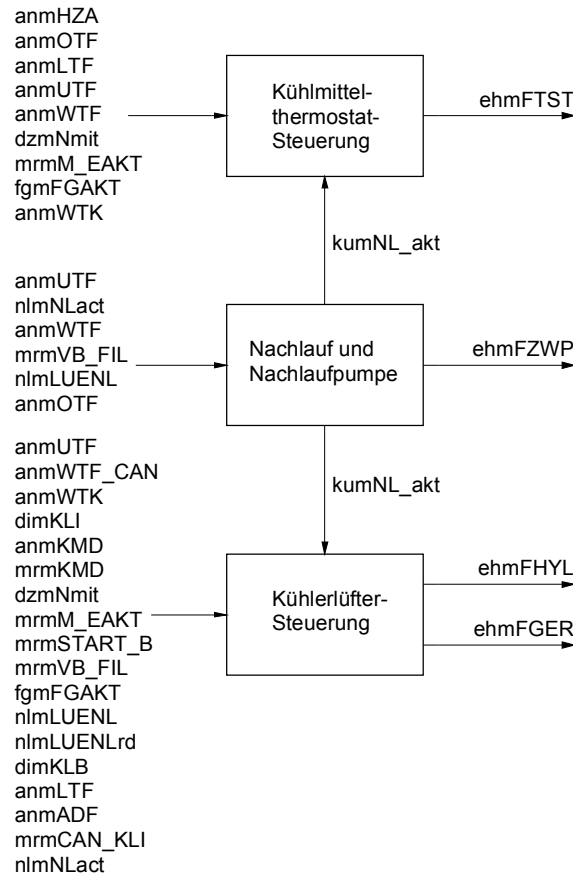 anmHZA
anmOTF
anmLTF
anmUTF
anmWTF
dzmNmit
mrmM_EAKT
fgmFGAKT
anmWTK
Kühlmittel-
thermostat-
Steuerung
ehmFTST
kumNL_akt
anmUTF
nlmNLact
anmWTF
mrmVB_FIL
nlmLUENL
anmOTF
Nachlauf und
Nachlaufpumpe
ehmFZWP
kumNL_akt
anmUTF
anmWTF_CAN
anmWTK
dimKLI
anmKMD
mrmKMD
dzmNmit
mrmM_EAKT
mrmSTART_B
mrmVB_FIL
fgmFGAKT
nlmLUENL
nlmLUENLrd
dimKLB
anmLTF
anmADF
mrmCAN_KLI
nlmNLact
Kühlerlüfter-
Steuerung
ehmFHYL
ehmFGER